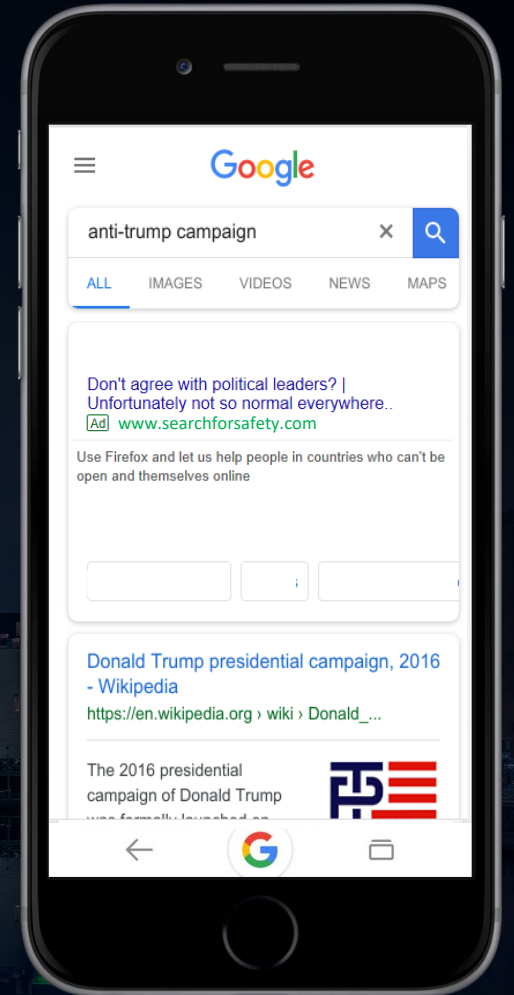 Google
anti-trump campaign
ALL IMAGES VIDEOS NEWS MAPS
Don't agree with political leaders? |
Unfortunately not so normal everywhere..
Ad www.searchforsafety.com
Use Firefox and let us help people in countries who can't be
open and themselves online
Donald Trump presidential campaign, 2016
- Wikipedia
https://en.wikipedia.org › wiki › Donald_...
The 2016 presidential
campaign of Donald Trump
TP
G